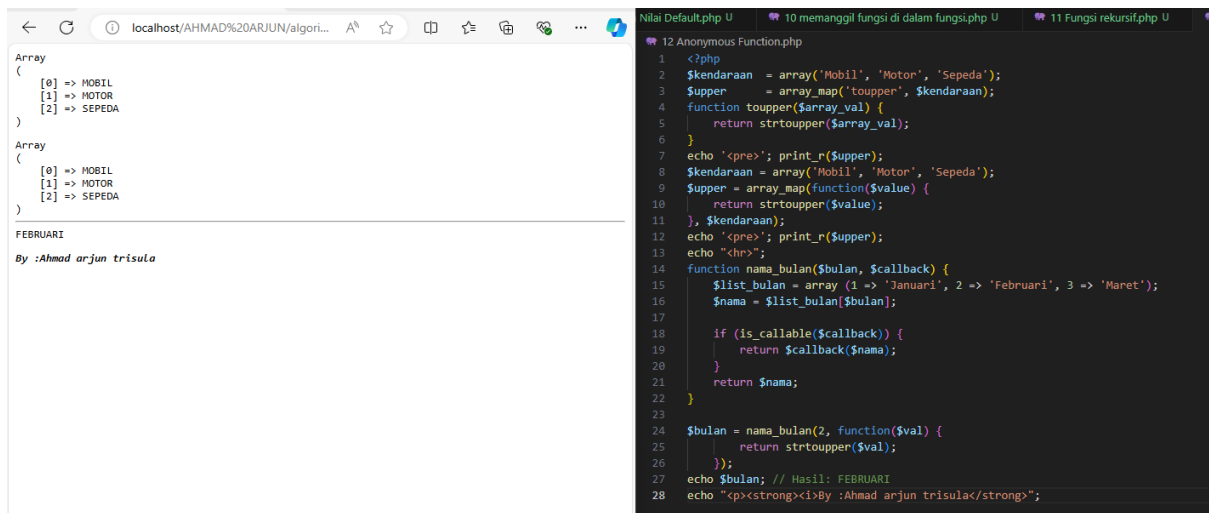 localhost/AHMAD%20ARJUN/algori...
Array
(
[0] => MOBIL
[1] => MOTOR
[2] => SEPEDA
)
Array
(
[0] => MOBIL
[1] => MOTOR
[2] => SEPEDA
)
FEBRUARI
By :Ahmad arjun trisula
Nilai Default.php U 10 memanggil fungsi di dalam fungsi.php U 11 Fungsi rekursif.php U
12 Anonymous Function.php
1 <?php
2 $kendaraan = array('Mobil', 'Motor', 'Sepeda');
3 $upper = array_map('toupper', $kendaraan);
4 function toupper($array_val) {
5 return strtoupper($array_val);
6 }
7 echo '<pre>'; print_r($upper);
8 $kendaraan = array('Mobil', 'Motor', 'Sepeda');
9 $upper = array_map(function($value) {
10 return strtoupper($value);
11 }, $kendaraan);
12 echo '<pre>'; print_r($upper);
13 echo "<hr>";
14 function nama_bulan($bulan, $callback) {
15 $list_bulan = array (1 => 'Januari', 2 => 'Februari', 3 => 'Maret');
16 $nama = $list_bulan[$bulan];
17
18 if (is_callable($callback)) {
19 return $callback($nama);
20 }
21 return $nama;
22 }
23
24 $bulan = nama_bulan(2, function($val) {
25 return strtoupper($val);
26 });
27 echo $bulan; // Hasil: FEBRUARI
28 echo "<p><strong><i>By :Ahmad arjun trisula</strong>";